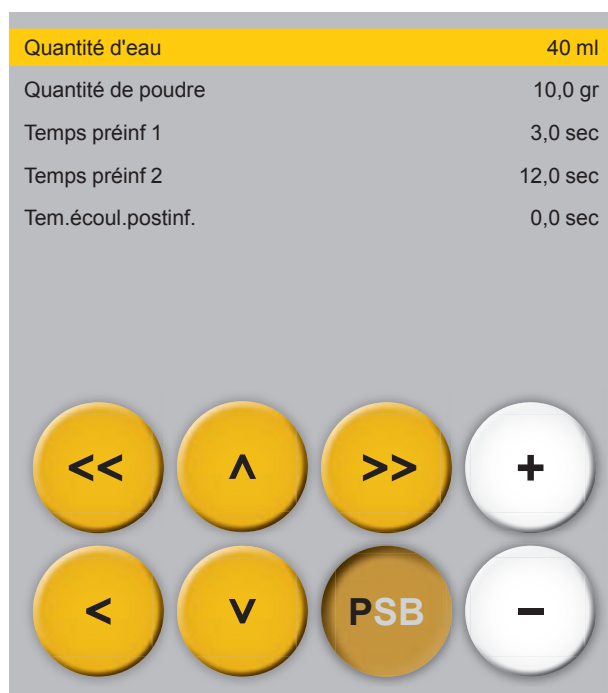 Quantité d'eau 40 ml
Quantité de poudre 10,0 gr
Temps préinf 1 3,0 sec
Temps préinf 2 12,0 sec
Tem.écoul.postinf. 0,0 sec
<< ^ >> +
< v PSB −